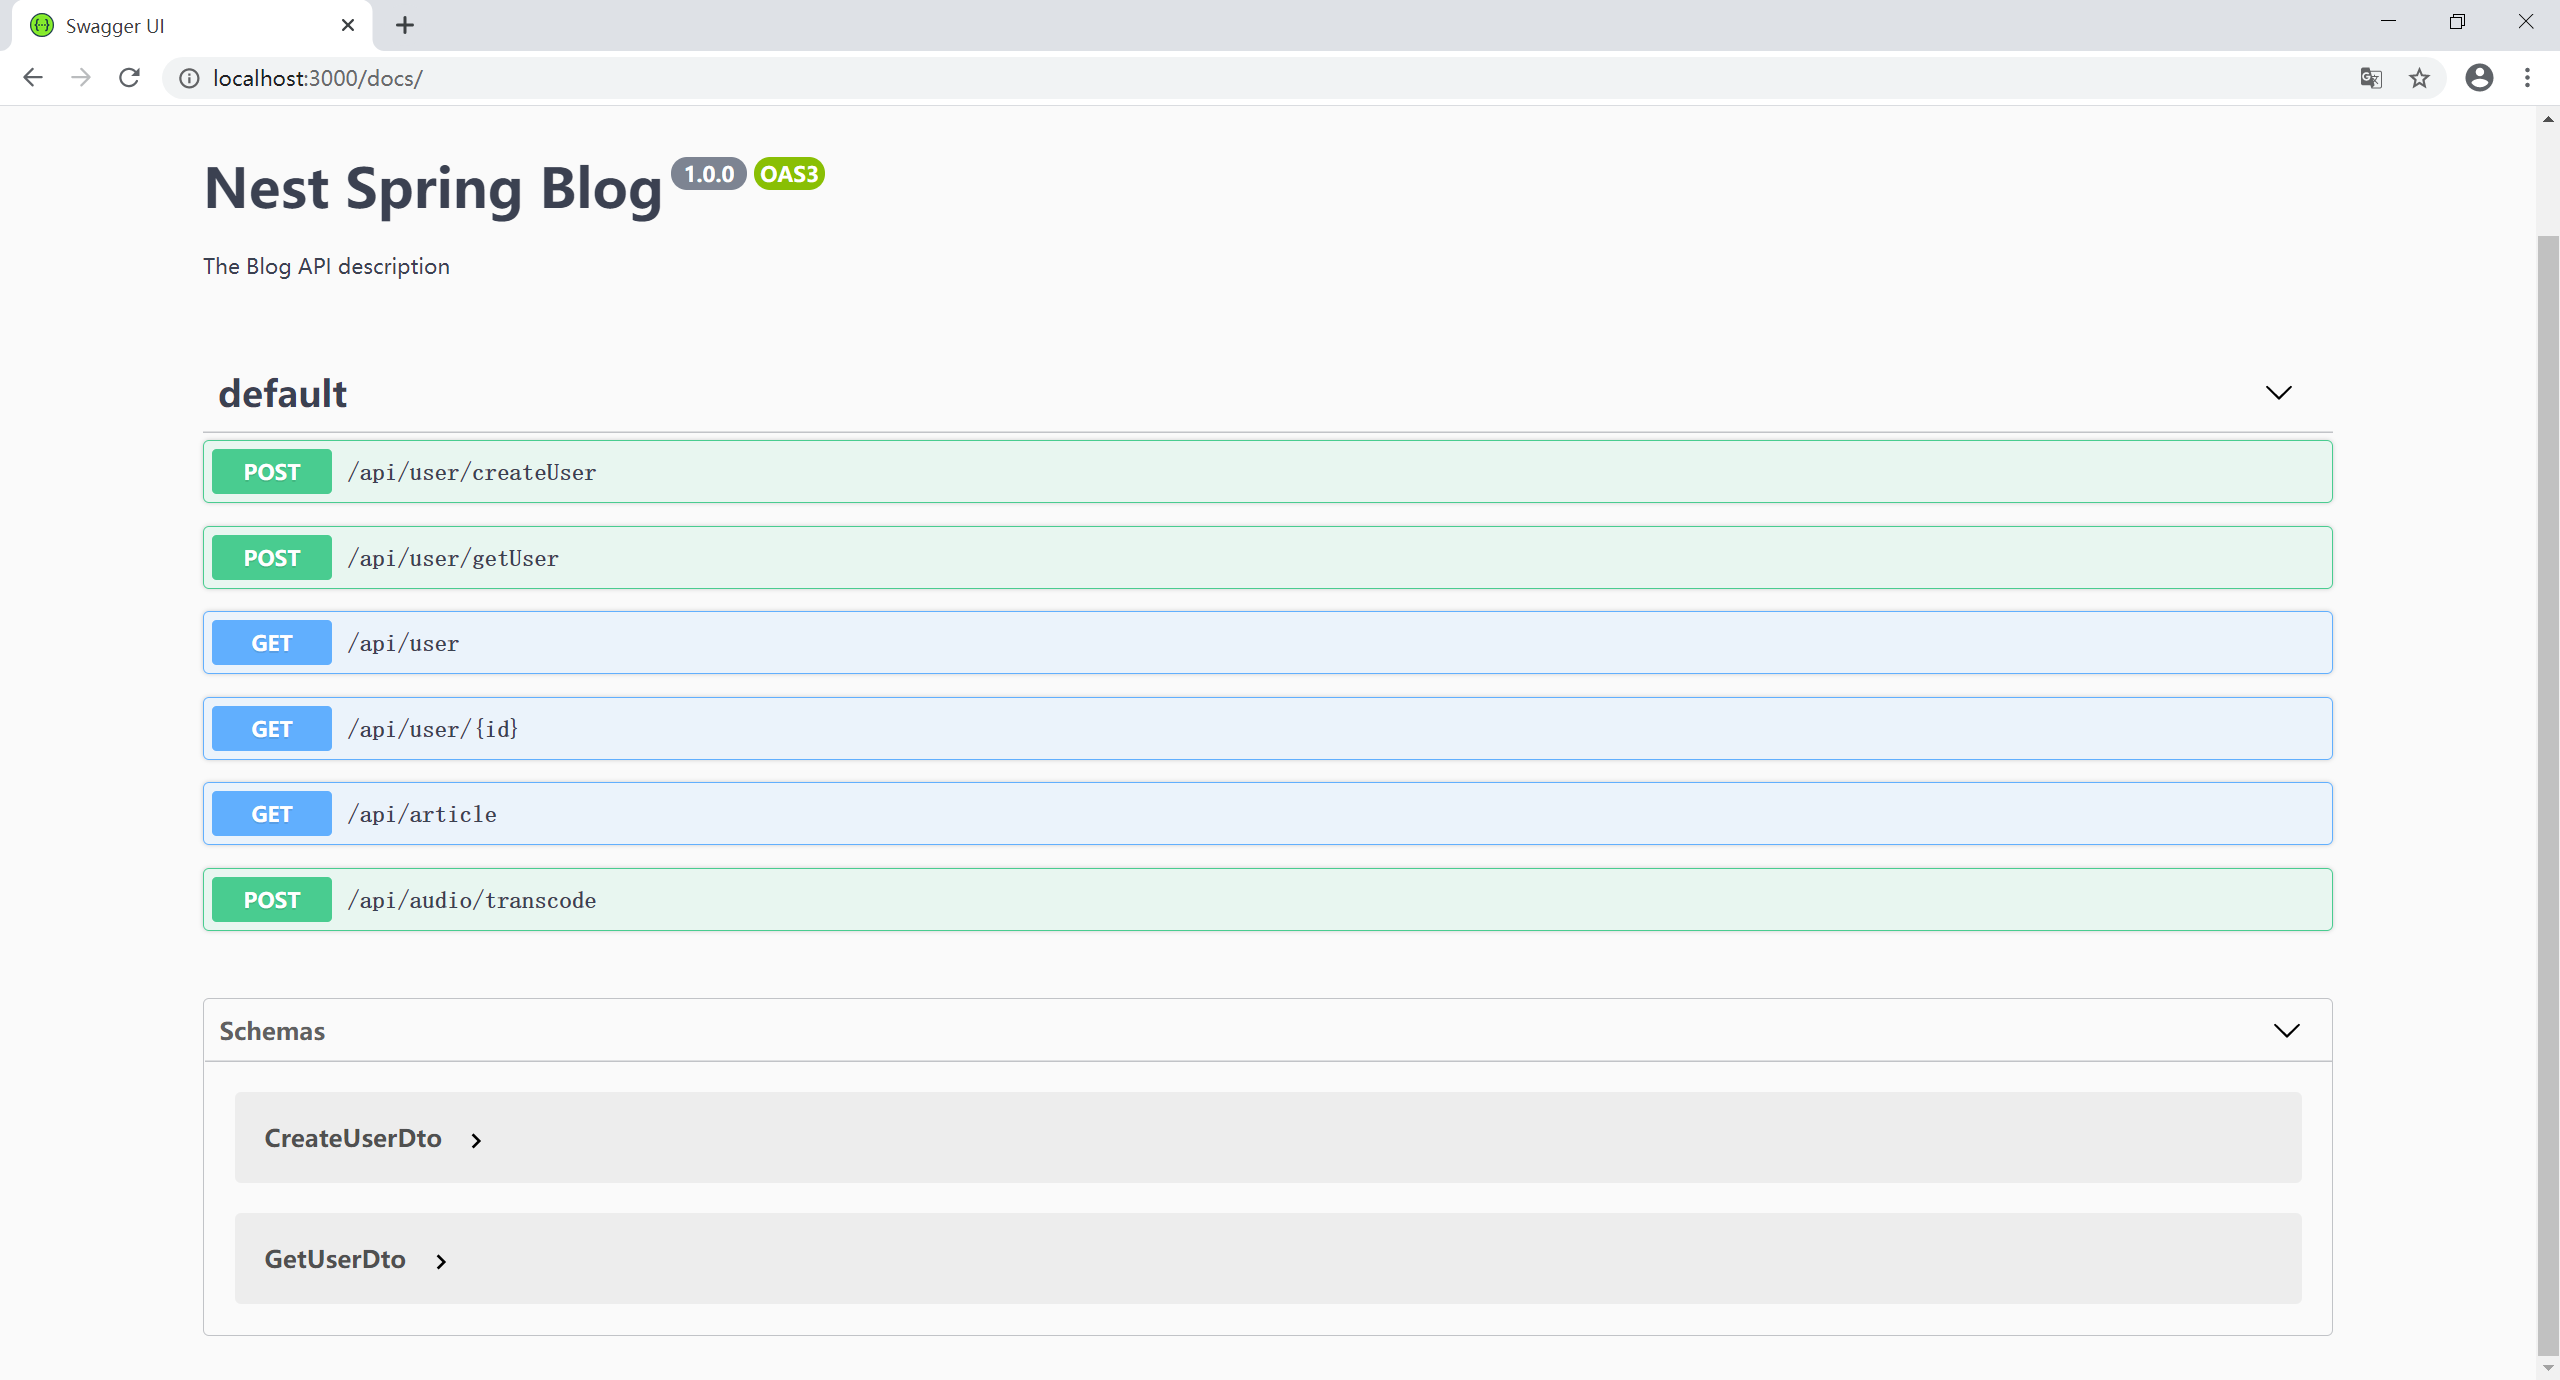 Swagger UI
localhost:3000/docs/
Nest Spring Blog 1.0.0 OAS3
The Blog API description
default
POST /api/user/createUser
POST /api/user/getUser
GET /api/user
GET /api/user/{id}
GET /api/article
POST /api/audio/transcode
Schemas
CreateUserDto
GetUserDto